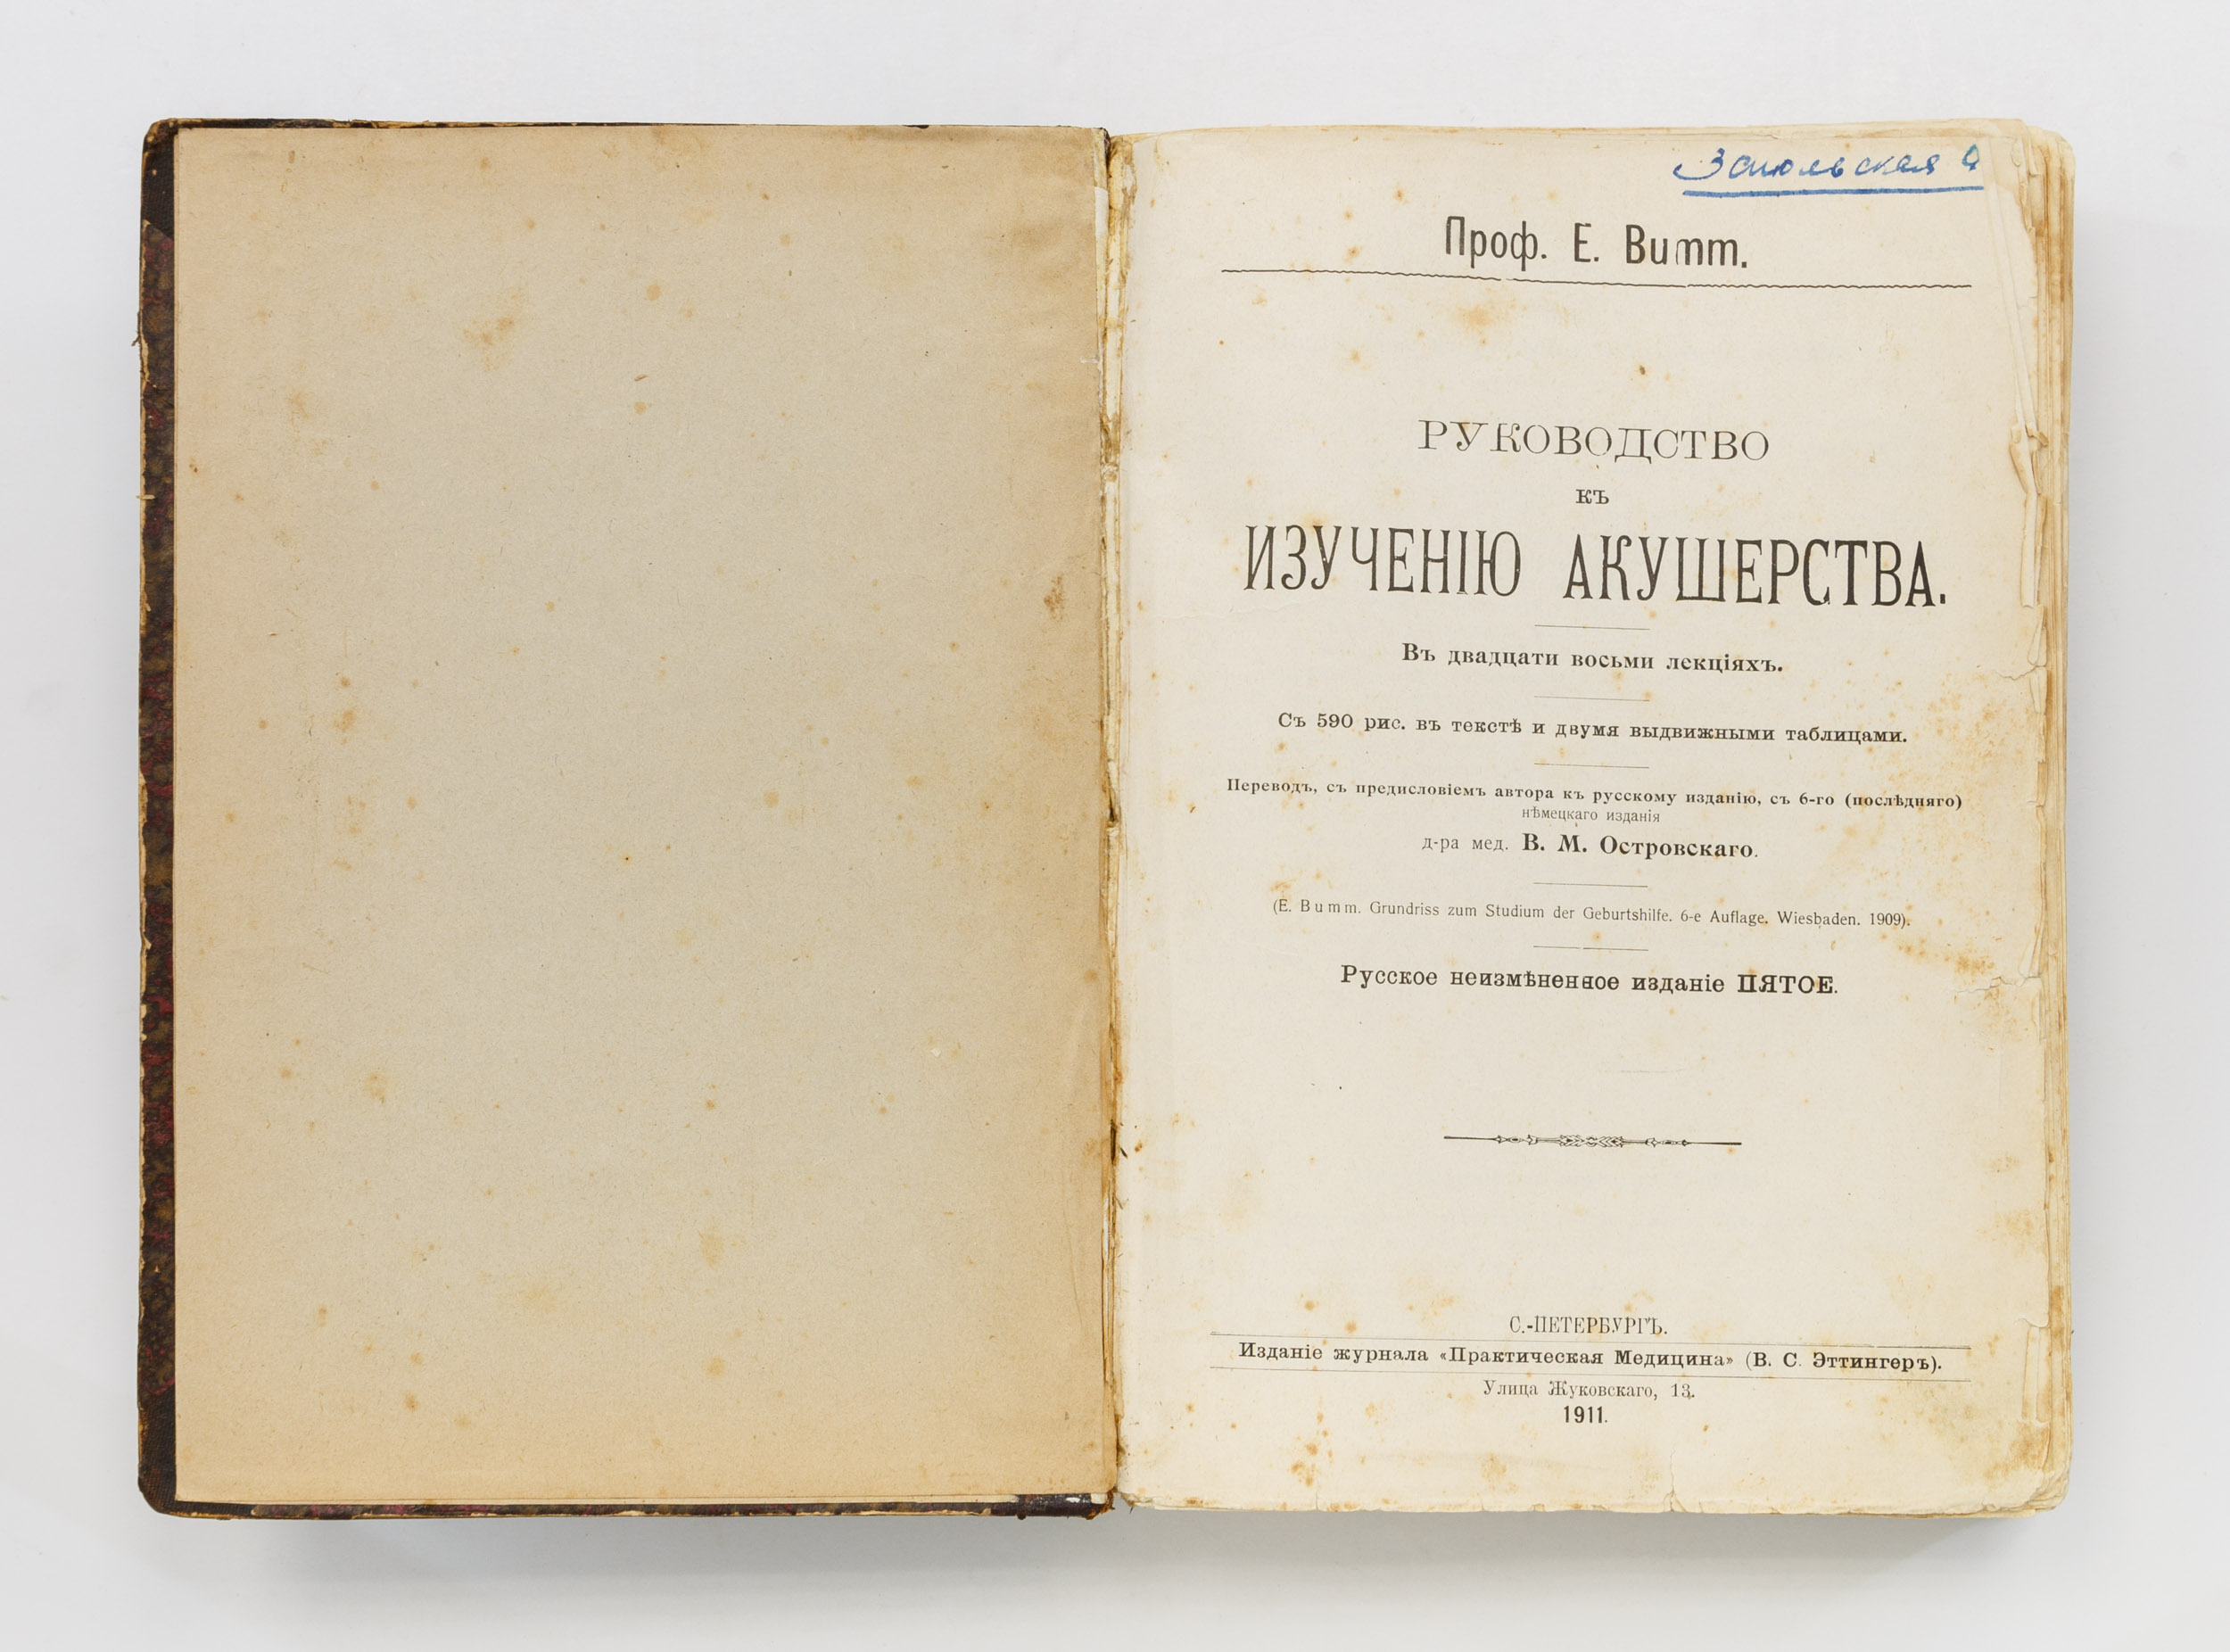 Проф. E. Bumm.
РУКОВОДСТВО
КЪ
ИЗУЧЕНІЮ АКУШЕРСТВА.
Въ двадцати восьми лекціяхъ.
Съ 590 рис. въ текстѣ и двумя выдвижными таблицами.
Переводъ, съ предисловіемъ автора къ русскому изданію, съ 6-го (послѣдняго)
нѣмецкаго изданія
д-ра мед. В. М. Островскаго.
(E. Bumm. Grundriss zum Studium der Geburtshilfe. 6-e Auflage. Wiesbaden. 1909).
Русское неизмѣненное изданіе ПЯТОЕ.
С.-ПЕТЕРБУРГЪ.
Изданіе журнала «Практическая Медицина» (В. С. Эттингеръ).
Улица Жуковскаго, 13.
1911.